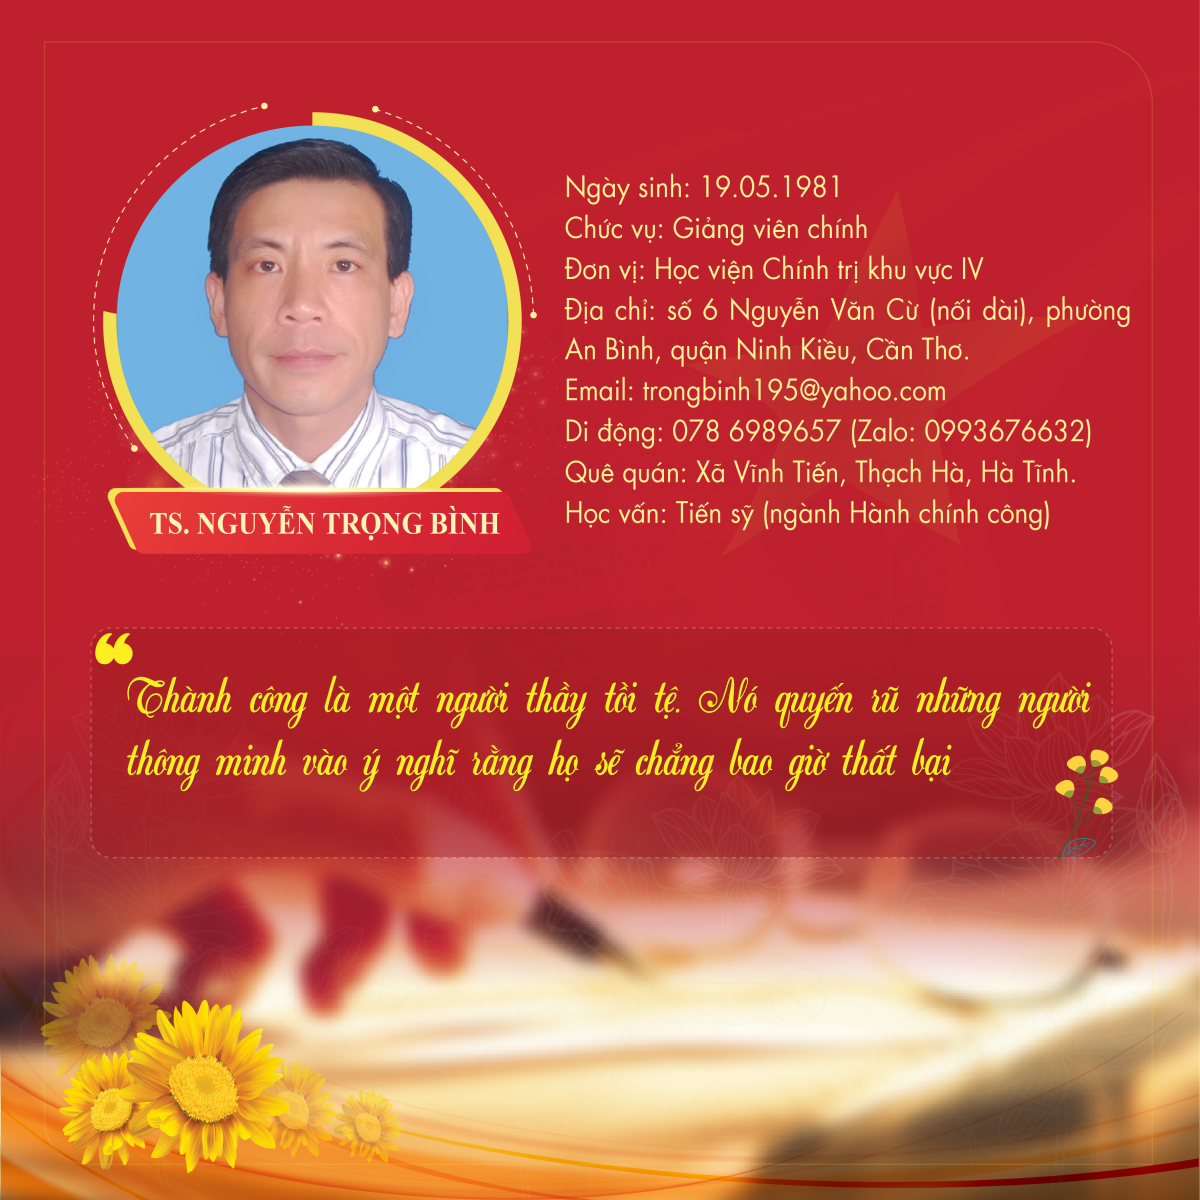 TS. NGUYỄN TRỌNG BÌNH
Ngày sinh: 19.05.1981
Chức vụ: Giảng viên chính
Đơn vị: Học viện Chính trị khu vực IV
Địa chỉ: số 6 Nguyễn Văn Cừ (nối dài), phường
An Bình, quận Ninh Kiều, Cần Thơ.
Email: trongbinh195@yahoo.com
Di động: 078 6989657 (Zalo: 0993676632)
Quê quán: Xã Vĩnh Tiến, Thạch Hà, Hà Tĩnh.
Học vấn: Tiến sỹ (ngành Hành chính công)
“
Thành công là một người thầy tồi tệ. Nó quyến rũ những người
thông minh vào ý nghĩ rằng họ sẽ chẳng bao giờ thất bại